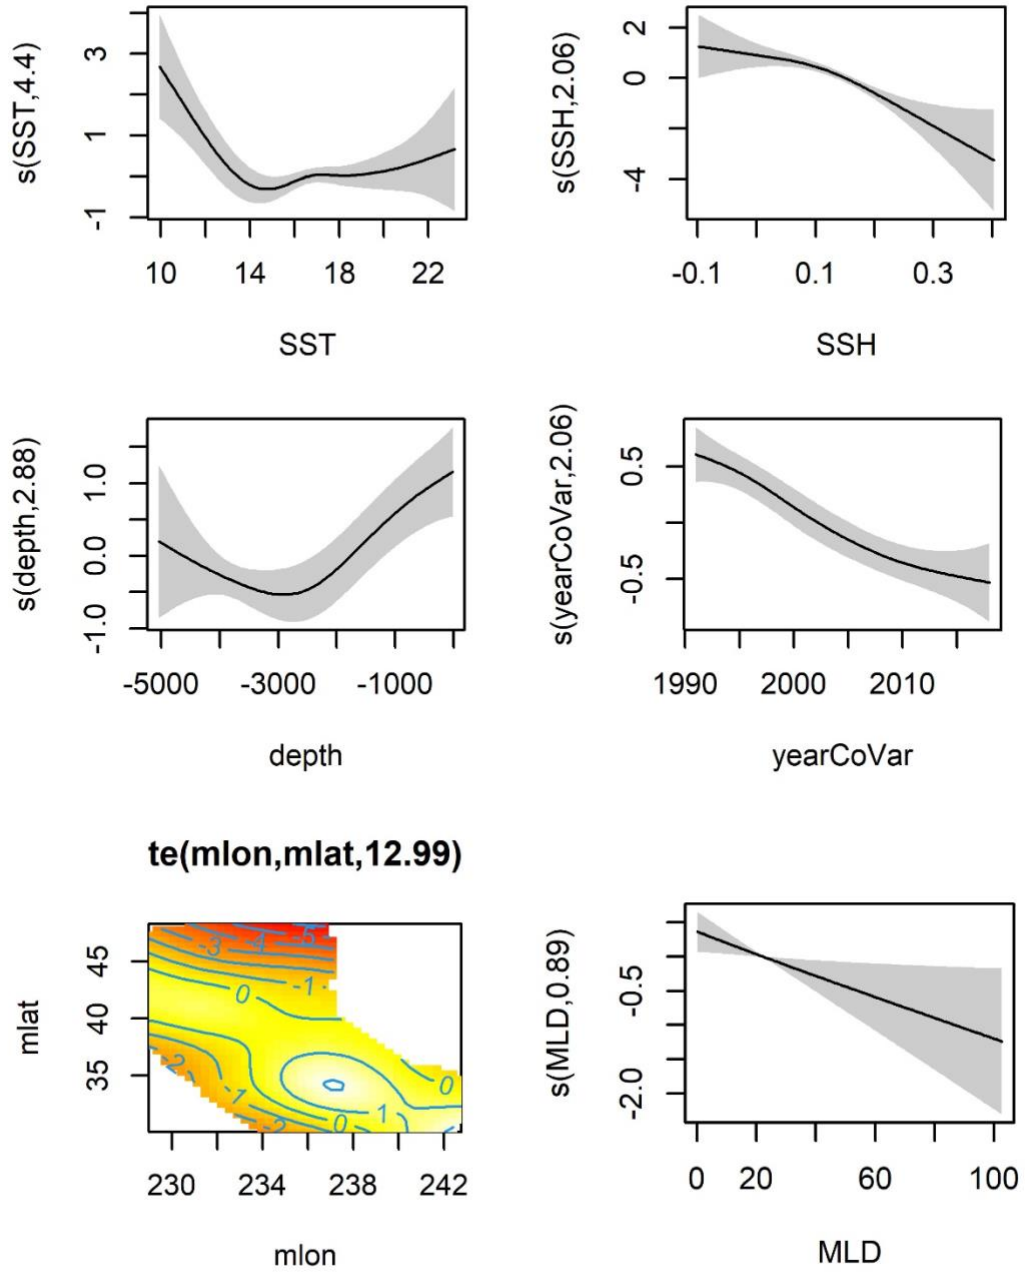 s(SST,4.4)
3
1
-1
10 14 18 22
SST
s(SSH,2.06)
2
0
-4
-0.1 0.1 0.3
SSH
s(depth,2.88)
1.0
0.0
-1.0
-5000 -3000 -1000
depth
s(yearCoVar,2.06)
0.5
-0.5
1990 2000 2010
yearCoVar
te(mlon,mlat,12.99)
mlat
45
40
35
-3 -4 -5
-1
0
-2
-1
-2
0
1
0
230 234 238 242
mlon
s(MLD,0.89)
-0.5
-2.0
0 20 60 100
MLD